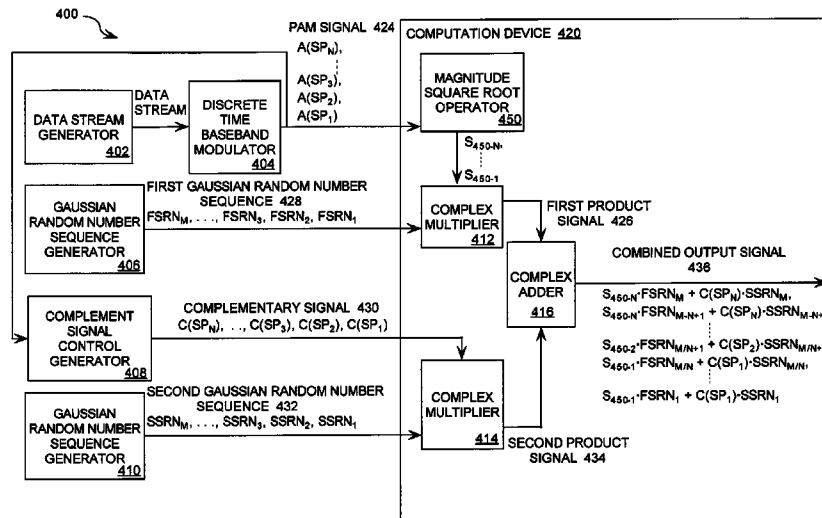 400
PAM SIGNAL 424
A(SP_N),
A(SP_3),
A(SP_2),
A(SP_1)
COMPUTATION DEVICE 420
DATA STREAM GENERATOR 402
DATA STREAM
DISCRETE TIME BASEBAND MODULATOR 404
MAGNITUDE SQUARE ROOT OPERATOR 450
S_450-N,
S_450-1
GAUSSIAN RANDOM NUMBER SEQUENCE GENERATOR 406
FIRST GAUSSIAN RANDOM NUMBER
SEQUENCE 428
FSRN_M, . . ., FSRN_3, FSRN_2, FSRN_1
COMPLEX MULTIPLIER 412
FIRST PRODUCT
SIGNAL 426
COMPLEX ADDER 416
COMBINED OUTPUT SIGNAL
436
S_450-N·FSRN_M + C(SP_N)·SSRN_M,
S_450-N·FSRN_M-N+1 + C(SP_N)·SSRN_M-N+
S_450-2·FSRN_M/N+1 + C(SP_2)·SSRN_M/N+
S_450-1·FSRN_M/N + C(SP_1)·SSRN_M/N,
S_450-1·FSRN_1 + C(SP_1)·SSRN_1
COMPLEMENT SIGNAL CONTROL GENERATOR 408
COMPLEMENTARY SIGNAL 430
C(SP_N), . ., C(SP_3), C(SP_2), C(SP_1)
GAUSSIAN RANDOM NUMBER SEQUENCE GENERATOR 410
SECOND GAUSSIAN RANDOM NUMBER
SEQUENCE 432
SSRN_M, . . ., SSRN_3, SSRN_2, SSRN_1
COMPLEX MULTIPLIER 414
SECOND PRODUCT
SIGNAL 434